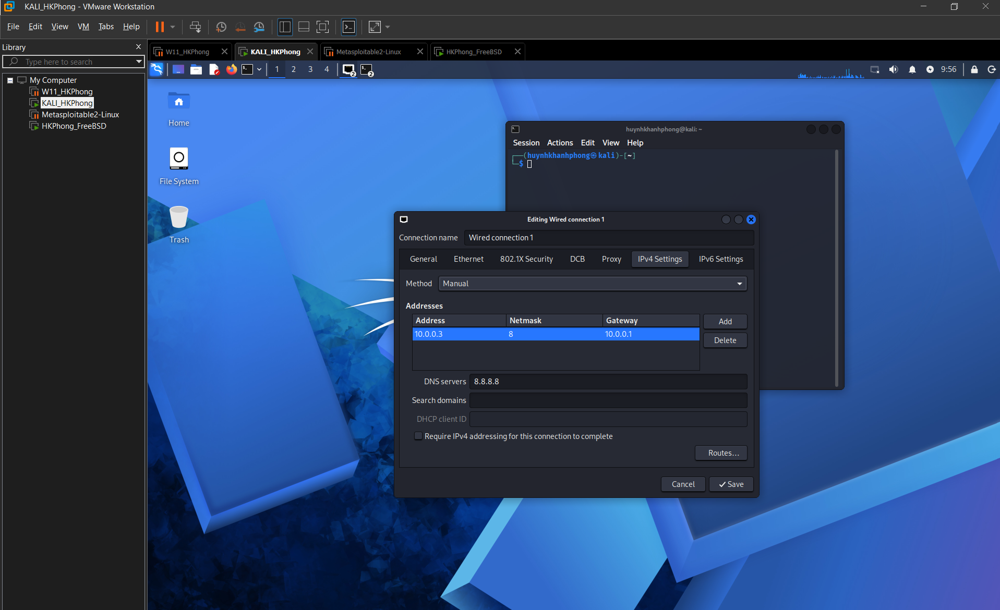 KALI_HKPhong - VMware Workstation
File Edit View VM Tabs Help
Library
Type here to search
My Computer
W11_HKPhong
KALI_HKPhong
Metasploitable2-Linux
HKPhong_FreeBSD
W11_HKPhong KALI_HKPhong Metasploitable2-Linux HKPhong_FreeBSD
1 2 3 4 2 2 9:56
Home
File System
Trash
huynhkhanhphong@kali: ~
Session Actions Edit View Help
┌──(huynhkhanhphong㉿kali)-[~]
└─$
Editing Wired connection 1
Connection name Wired connection 1
General Ethernet 802.1X Security DCB Proxy IPv4 Settings IPv6 Settings
Method Manual
Addresses
Address Netmask Gateway Add
10.0.0.3 8 10.0.0.1
Delete
DNS servers 8.8.8.8
Search domains
DHCP client ID
Require IPv4 addressing for this connection to complete
Routes…
Cancel Save